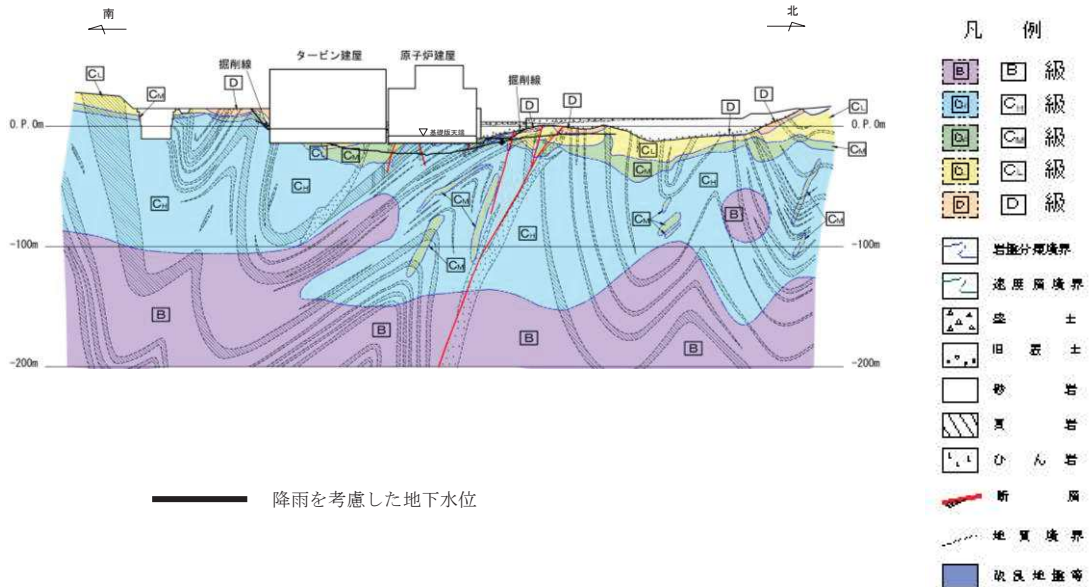 南
北
凡 例
タービン建屋
原子炉建屋
掘削線
掘削線
D
D
D
D
D
CL
CM
CL
CM
O.P.0m
0.0m
基礎版天端
CL
CM
CL
CM
CH
CH
CH
CH
CM
CM
CM
CM
B
B
B
B
B
-100m
-100m
-200m
-200m
B B 級
CH 級
CM 級
CL 級
D D 級
岩盤分類境界
速度層境界
盛 土
旧 表 土
砂 岩
頁 岩
ひ ん 岩
断 層
地 質 境 界
改 良 地 盤 等
降雨を考慮した地下水位